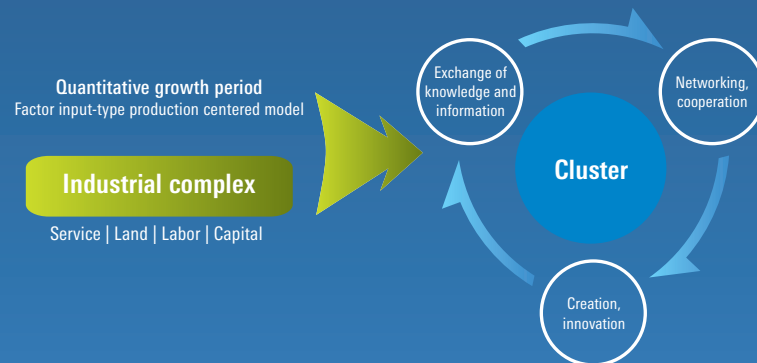 Quantitative growth period
Factor input-type production centered model
Industrial complex
Service | Land | Labor | Capital
Exchange of
knowledge and
information
Networking,
cooperation
Cluster
Creation,
innovation